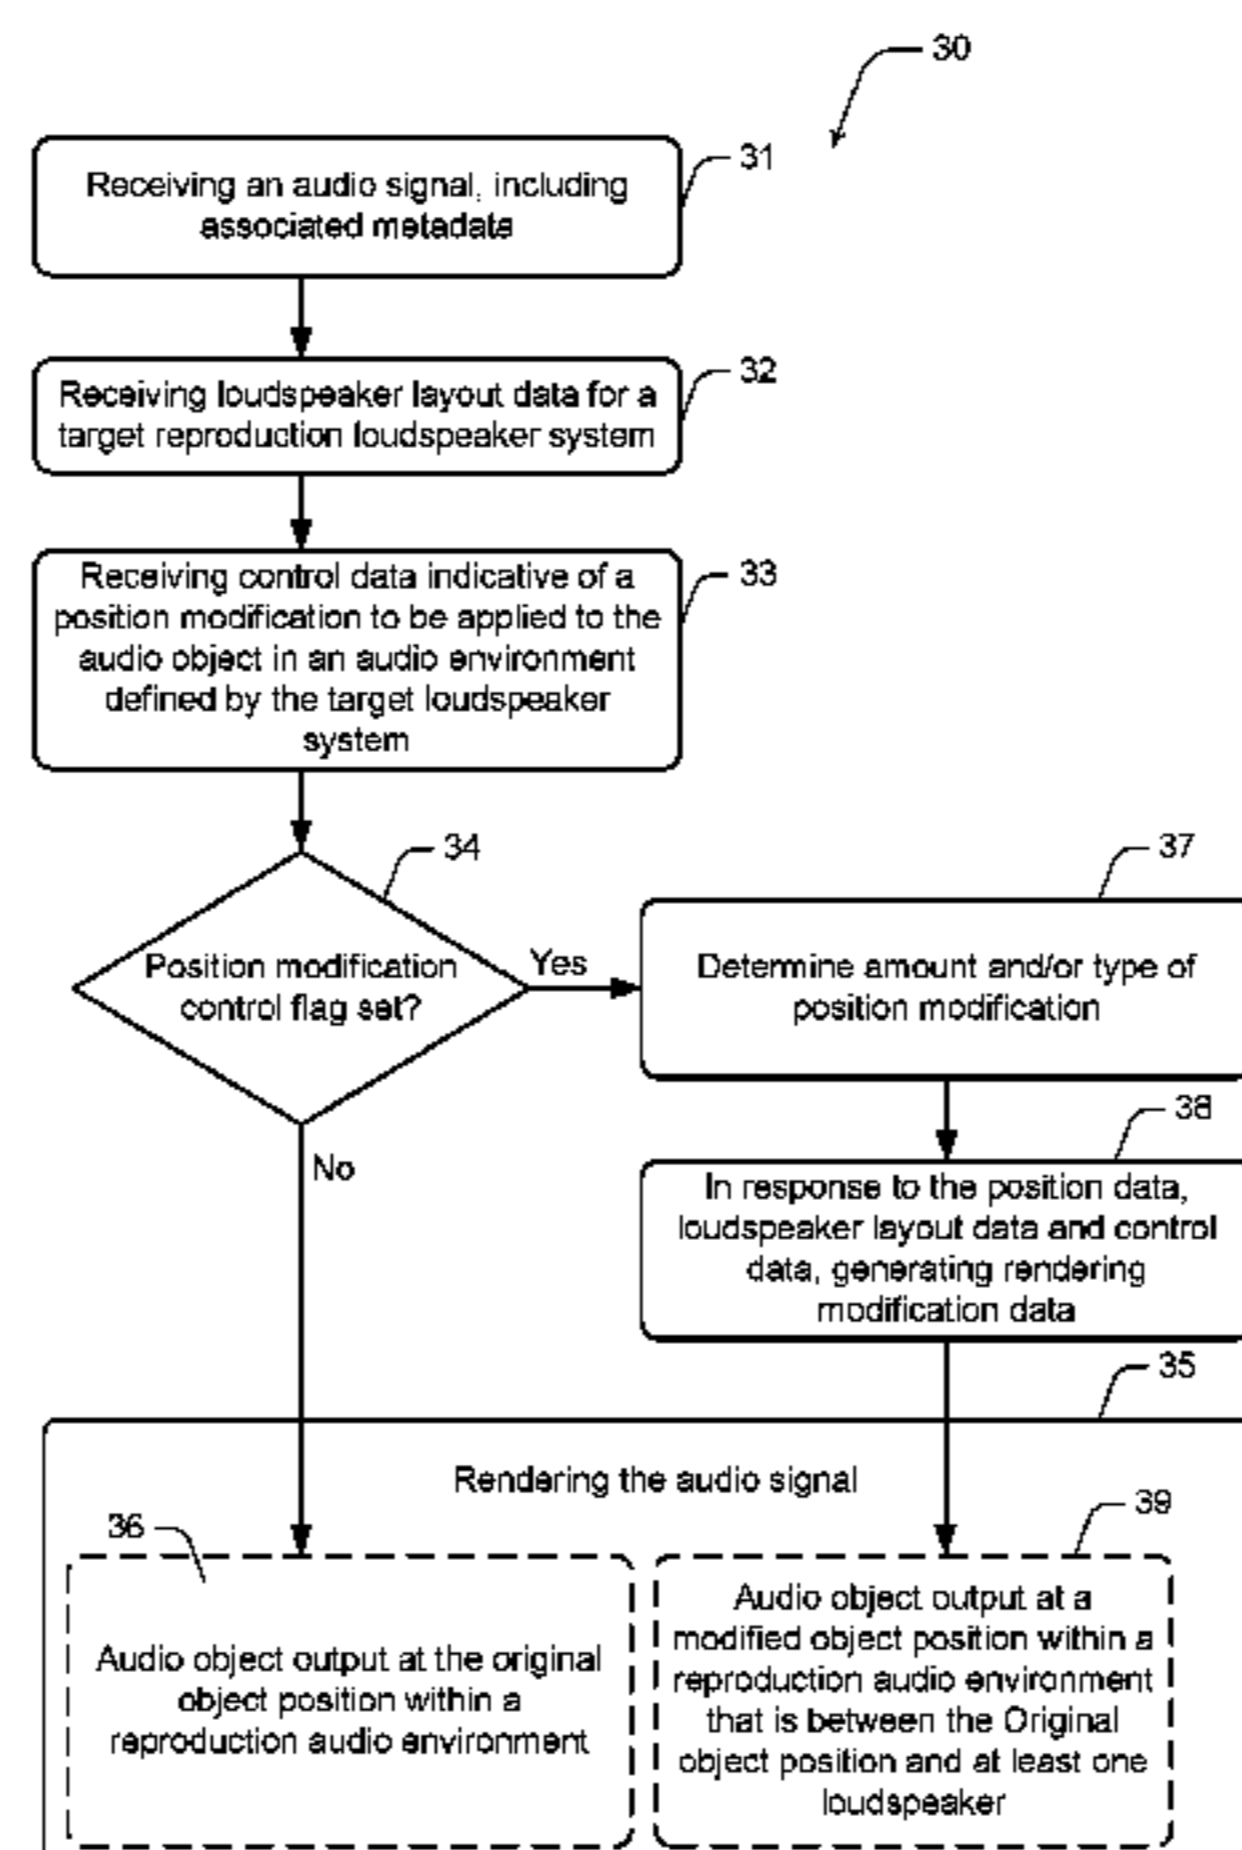 30
31
Receiving an audio signal, including
associated metadata
32
Receiving loudspeaker layout data for a
target reproduction loudspeaker system
33
Receiving control data indicative of a
position modification to be applied to the
audio object in an audio environment
defined by the target loudspeaker
system
34
Position modification
control flag set?
Yes
No
37
Determine amount and/or type of
position modification
38
In response to the position data,
loudspeaker layout data and control
data, generating rendering
modification data
35
Rendering the audio signal
36
Audio object output at the original
object position within a
reproduction audio environment
39
Audio object output at a
modified object position within a
reproduction audio environment
that is between the Original
object position and at least one
loudspeaker